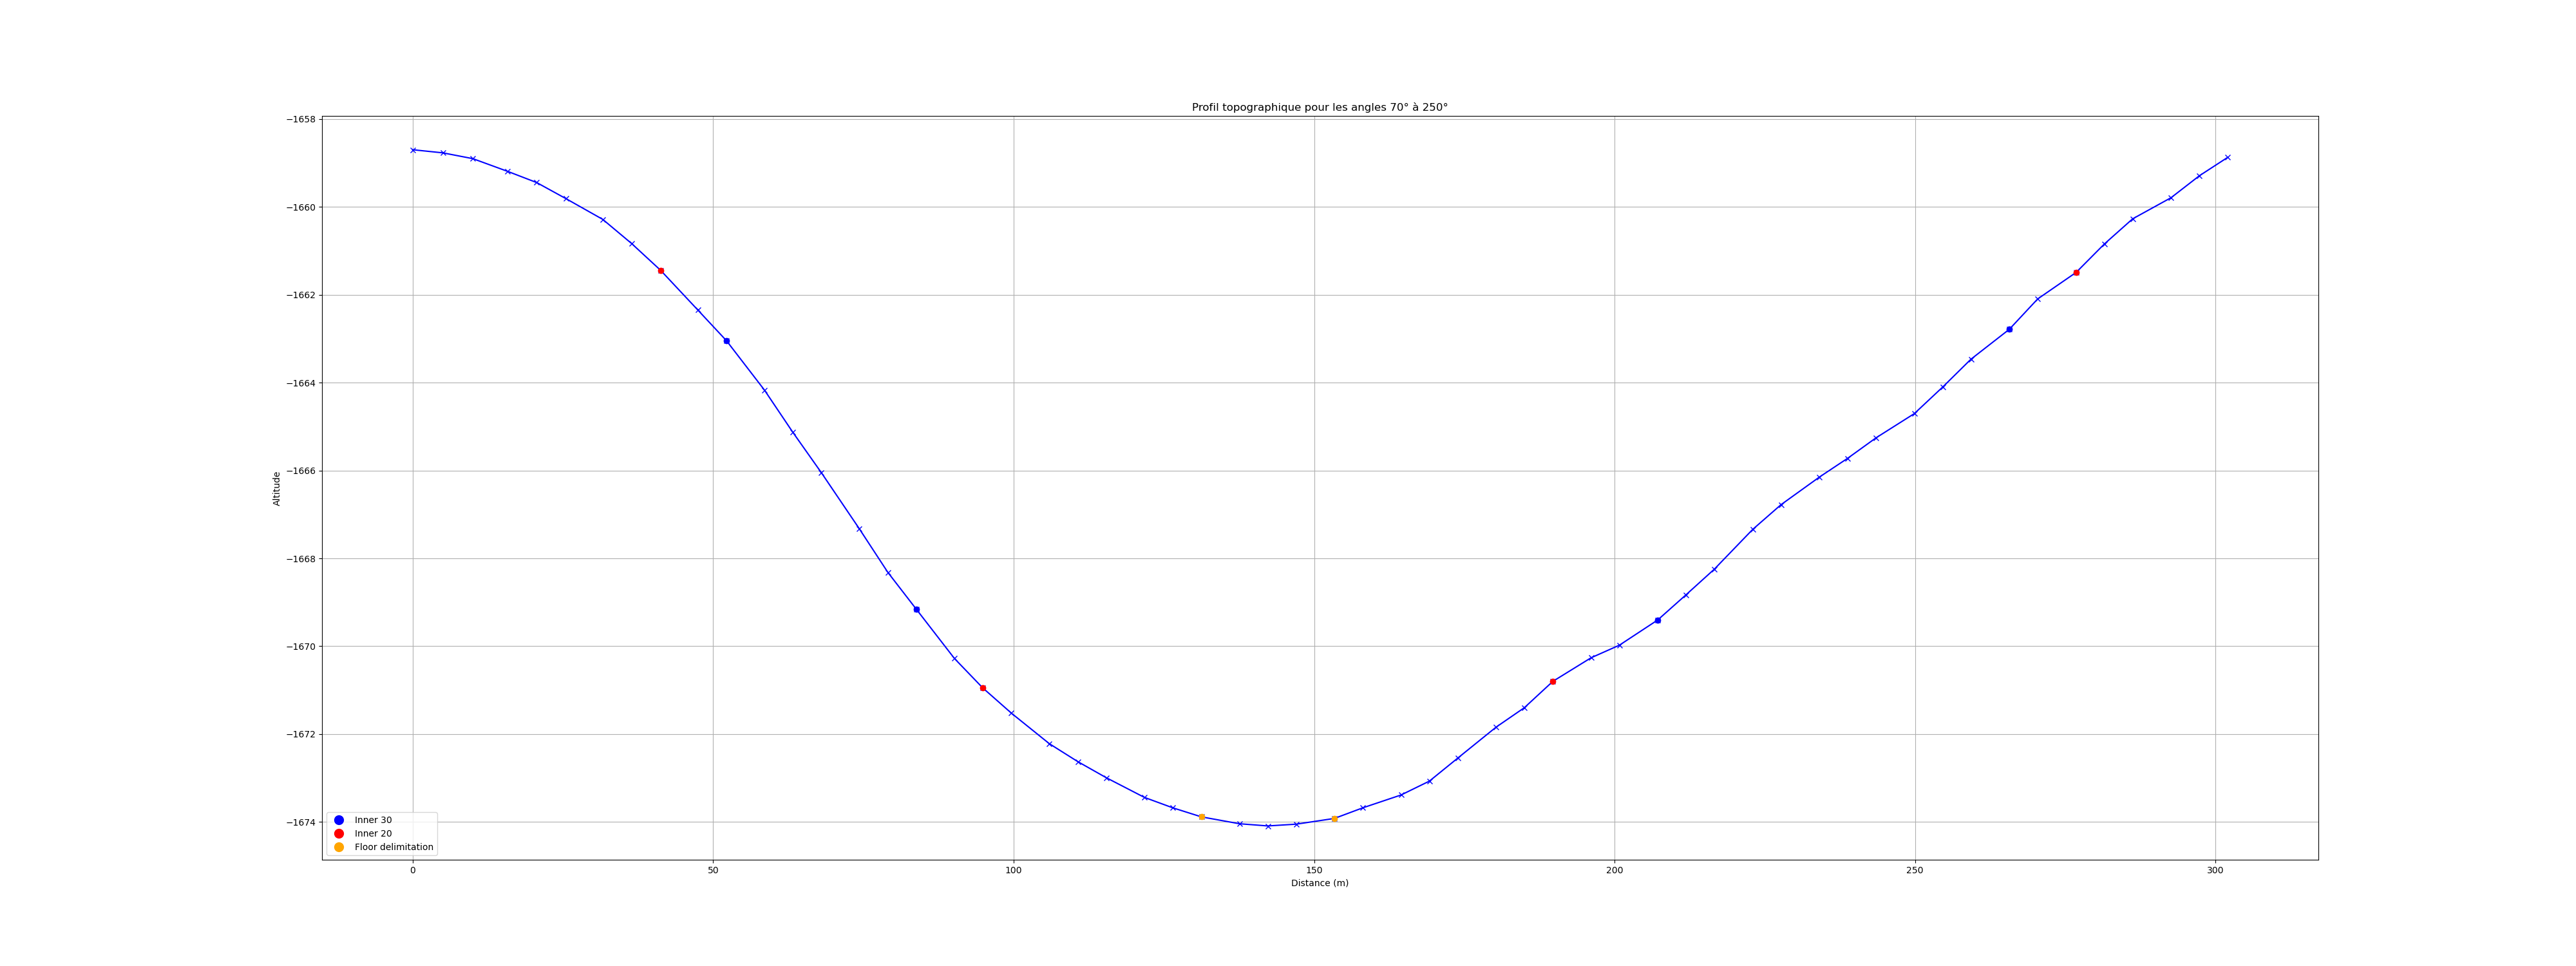 Profil topographique pour les angles 70° à 250°
−1658
−1660
−1662
−1664
−1666
−1668
−1670
−1672
−1674
Altitude
Inner 30
Inner 20
Floor delimitation
0 50 100 150 200 250 300
Distance (m)